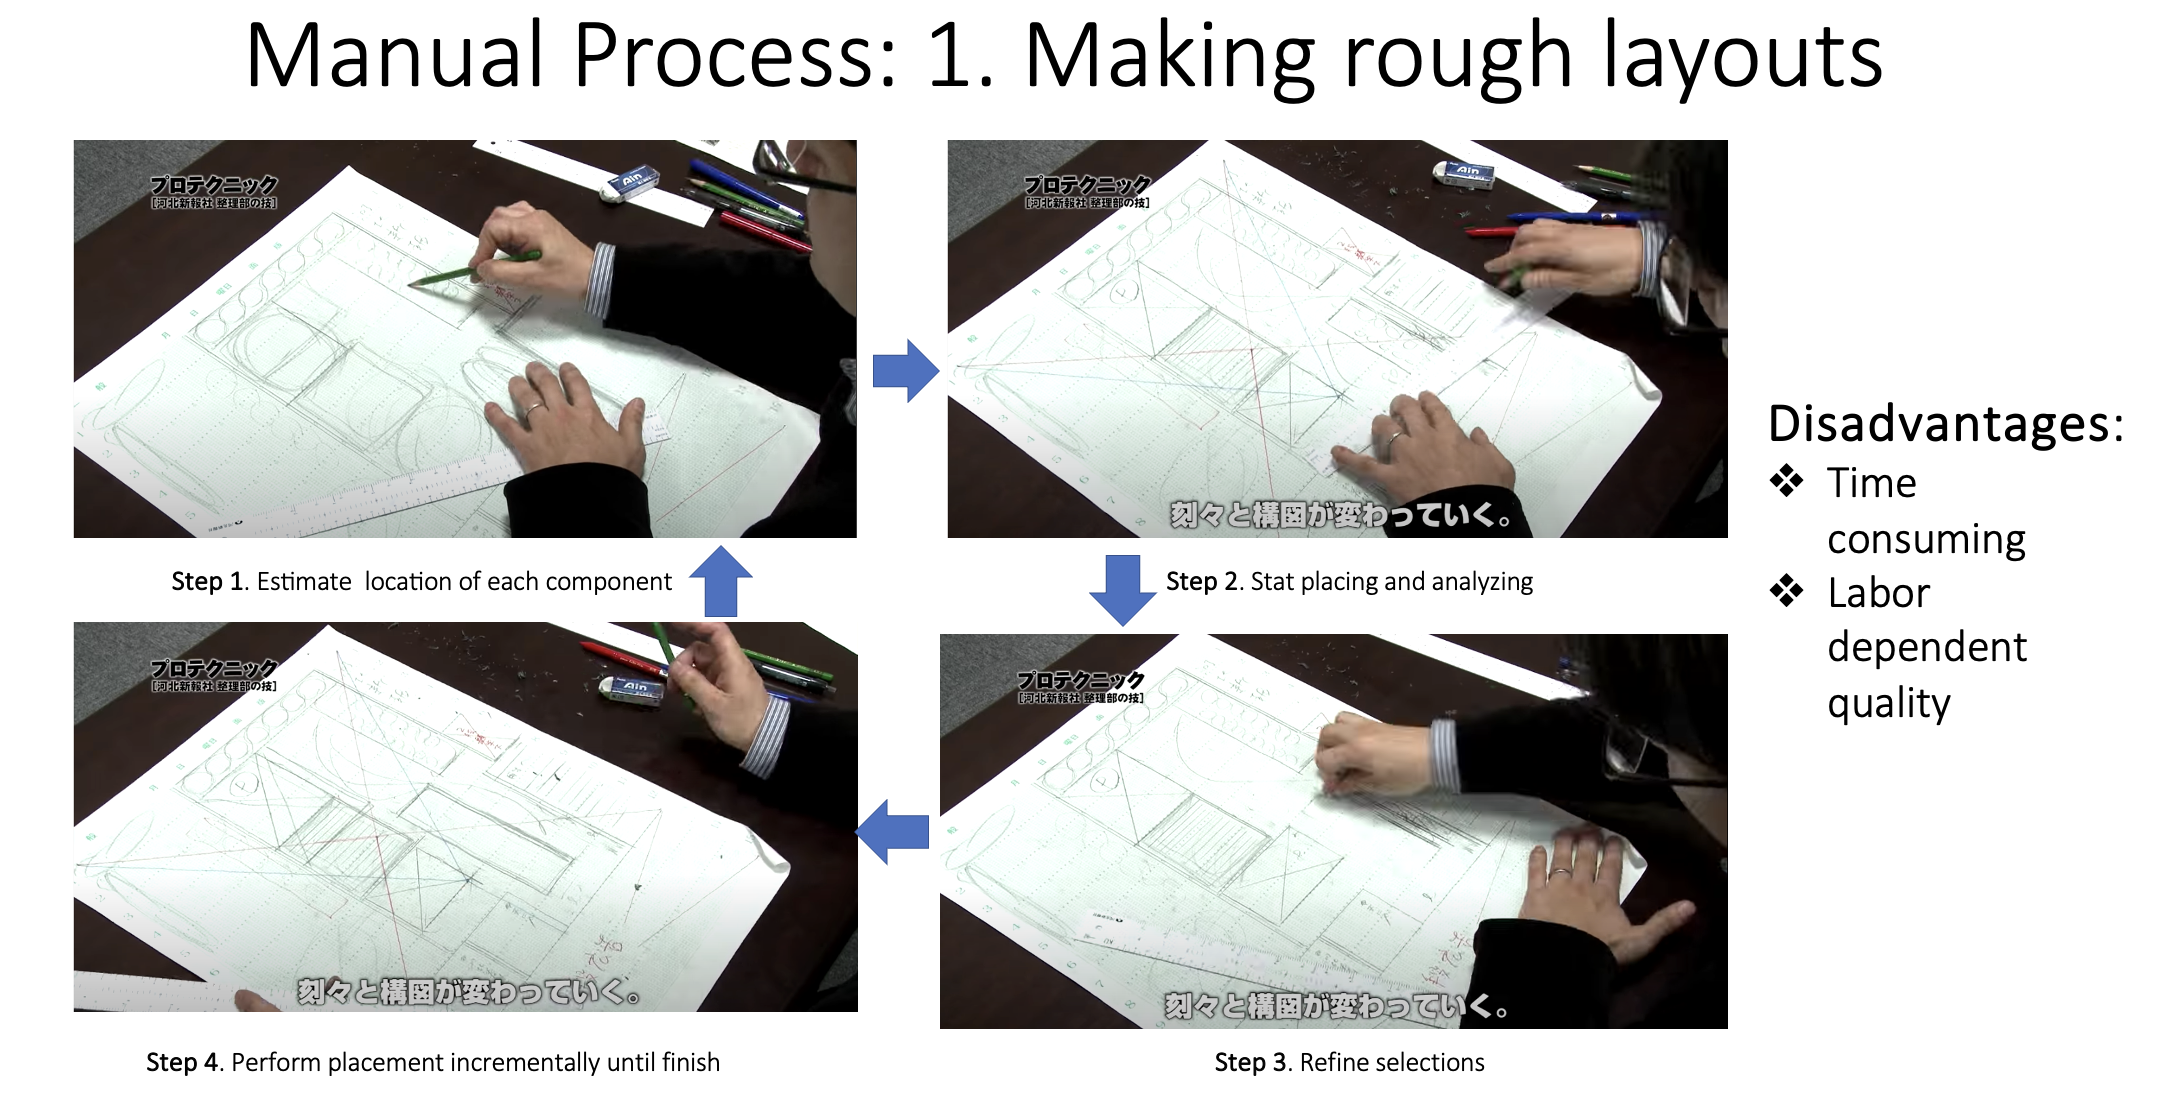 Manual Process: 1. Making rough layouts
プロテクニック
[河北新報社 整理部の技]
Ain
プロテクニック
[河北新報社 整理部の技]
Ain
刻々と構図が変わっていく。
Step 1. Estimate  location of each component
Step 2. Stat placing and analyzing
プロテクニック
[河北新報社 整理部の技]
Ain
刻々と構図が変わっていく。
プロテクニック
[河北新報社 整理部の技]
刻々と構図が変わっていく。
Step 4. Perform placement incrementally until finish
Step 3. Refine selections
Disadvantages:
❖ Time
consuming
❖ Labor
dependent
quality